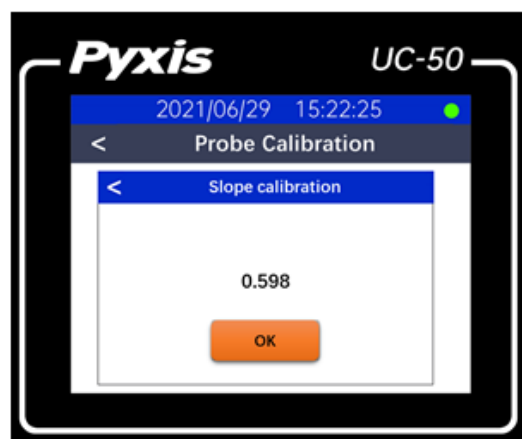 Pyxis UC-50
2021/06/29 15:22:25
< Probe Calibration
< Slope calibration
0.598
OK